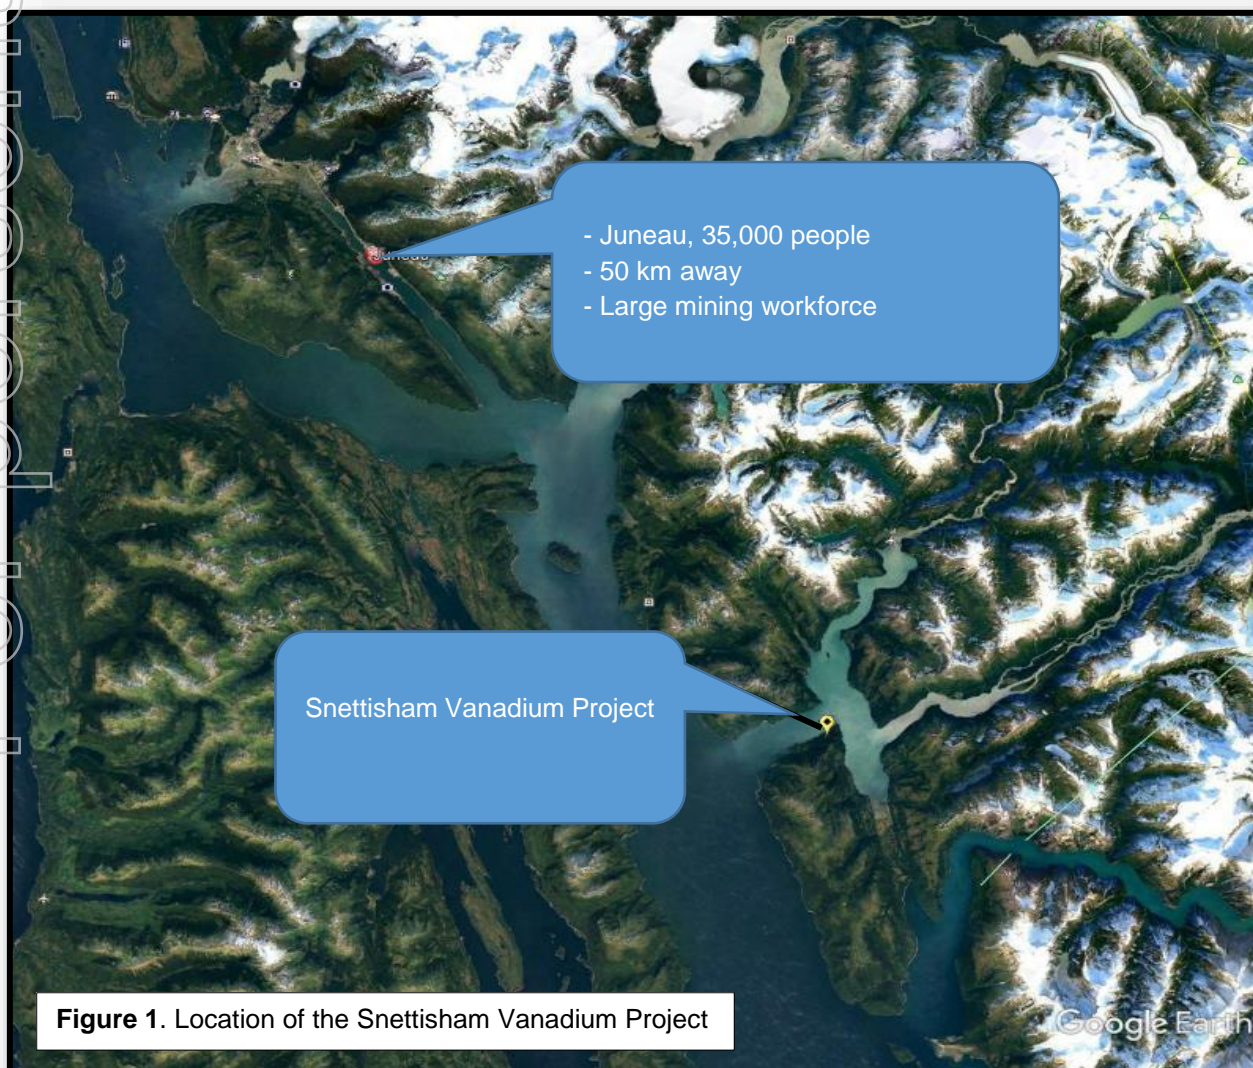 - Juneau, 35,000 people
- 50 km away
- Large mining workforce
Juneau
Snettisham Vanadium Project
Figure 1. Location of the Snettisham Vanadium Project
Google Earth